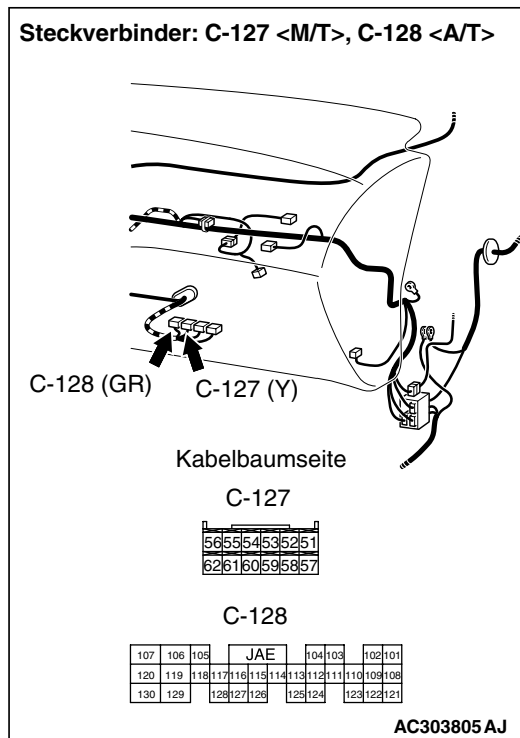 Steckverbinder: C-127 <M/T>, C-128 <A/T>
C-128 (GR)
C-127 (Y)
Kabelbaumseite
C-127
56 55 54 53 52 51
62 61 60 59 58 57
C-128
107 106 105 JAE 104 103 102 101
120 119 118 117 116 115 114 113 112 111 110 109 108
130 129 128 127 126 125 124 123 122 121
AC303805 AJ